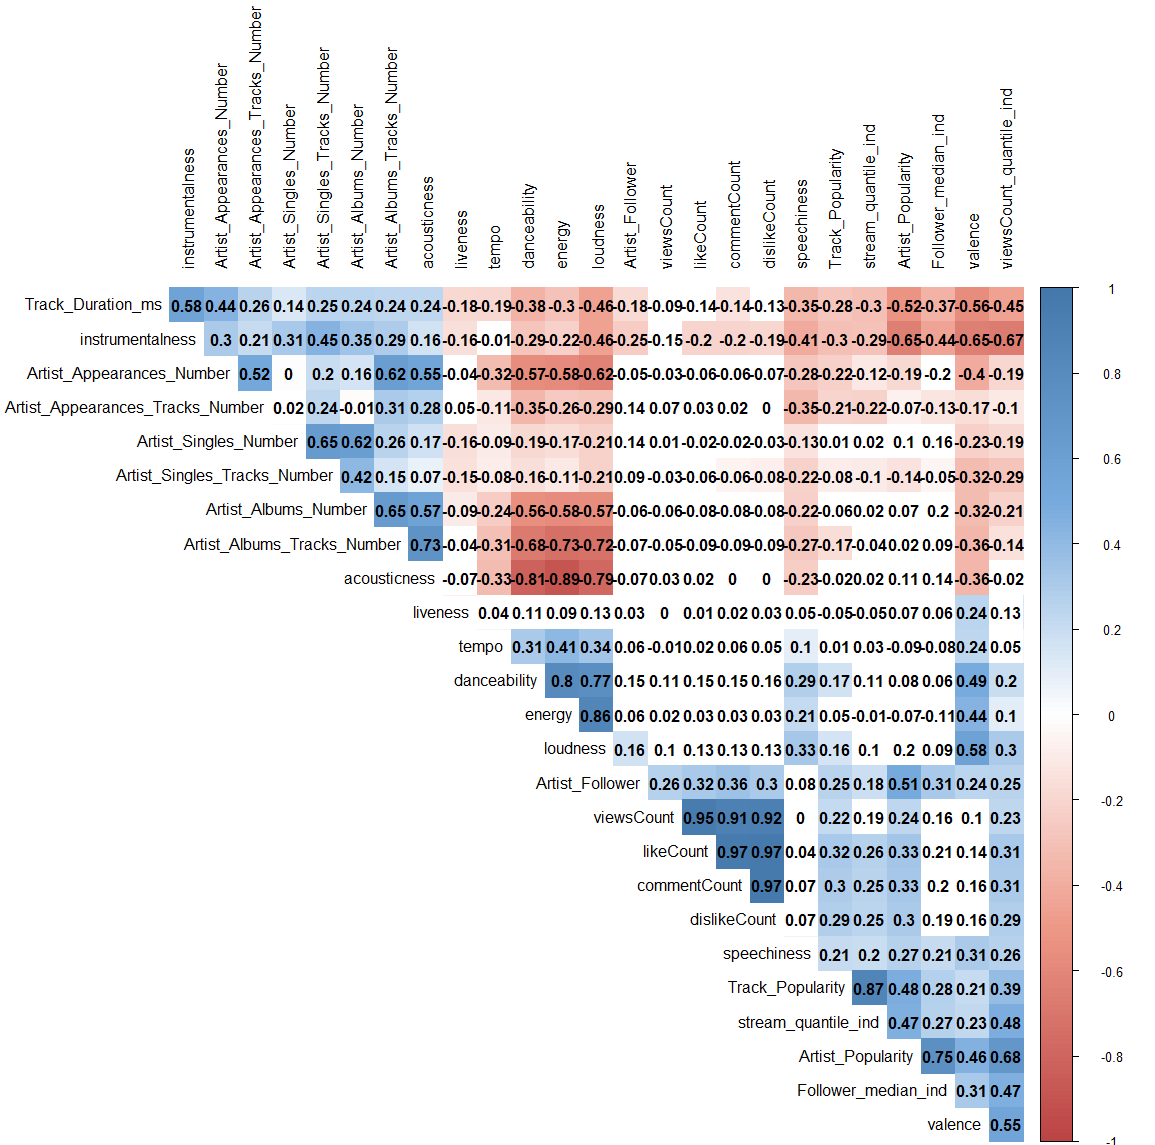 instrumentalness
Artist_Appearances_Number
Artist_Appearances_Tracks_Number
Artist_Singles_Number
Artist_Singles_Tracks_Number
Artist_Albums_Number
Artist_Albums_Tracks_Number
acousticness
liveness
tempo
danceability
energy
loudness
Artist_Follower
viewsCount
likeCount
commentCount
dislikeCount
speechiness
Track_Popularity
stream_quantile_ind
Artist_Popularity
Follower_median_ind
valence
viewsCount_quantile_ind
Track_Duration_ms 0.58 0.44 0.26 0.14 0.25 0.24 0.24 0.24 -0.18 -0.19 -0.38 -0.3 -0.46 -0.18 -0.09 -0.14 -0.14 -0.13 -0.35 -0.28 -0.3 -0.52 -0.37 -0.56 -0.45
instrumentalness 0.3 0.21 0.31 0.45 0.35 0.29 0.16 -0.16 -0.01 -0.29 -0.22 -0.46 -0.25 -0.15 -0.2 -0.2 -0.19 -0.41 -0.3 -0.29 -0.65 -0.44 -0.65 -0.67
Artist_Appearances_Number 0.52 0 0.2 0.16 0.62 0.55 -0.04 -0.32 -0.57 -0.58 -0.62 -0.05 -0.03 -0.06 -0.06 -0.07 -0.28 -0.22 -0.12 -0.19 -0.2 -0.4 -0.19
Artist_Appearances_Tracks_Number 0.02 0.24 -0.01 0.31 0.28 0.05 -0.11 -0.35 -0.26 -0.29 0.14 0.07 0.03 0.02 0 -0.35 -0.21 -0.22 -0.07 -0.13 -0.17 -0.1
Artist_Singles_Number 0.65 0.62 0.26 0.17 -0.16 -0.09 -0.19 -0.17 -0.21 0.14 0.01 -0.02 -0.02 -0.03 -0.13 0.01 0.02 0.1 0.16 -0.23 -0.19
Artist_Singles_Tracks_Number 0.42 0.15 0.07 -0.15 -0.08 -0.16 -0.11 -0.21 0.09 -0.03 -0.06 -0.06 -0.08 -0.22 -0.08 -0.1 -0.14 -0.05 -0.32 -0.29
Artist_Albums_Number 0.65 0.57 -0.09 -0.24 -0.56 -0.58 -0.57 -0.06 -0.06 -0.08 -0.08 -0.08 -0.22 -0.06 0.02 0.07 0.2 -0.32 -0.21
Artist_Albums_Tracks_Number 0.73 -0.04 -0.31 -0.68 -0.73 -0.72 -0.07 -0.05 -0.09 -0.09 -0.09 -0.27 -0.17 -0.04 0.02 0.09 -0.36 -0.14
acousticness -0.07 -0.33 -0.81 -0.89 -0.79 -0.07 0.03 0.02 0 0 -0.23 -0.02 0.02 0.11 0.14 -0.36 -0.02
liveness 0.04 0.11 0.09 0.13 0.03 0 0.01 0.02 0.03 0.05 -0.05 -0.05 0.07 0.06 0.24 0.13
tempo 0.31 0.41 0.34 0.06 -0.01 0.02 0.06 0.05 0.1 0.01 0.03 -0.09 -0.08 0.24 0.05
danceability 0.8 0.77 0.15 0.11 0.15 0.15 0.16 0.29 0.17 0.11 0.08 0.06 0.49 0.2
energy 0.86 0.06 0.02 0.03 0.03 0.03 0.21 0.05 -0.01 -0.07 -0.11 0.44 0.1
loudness 0.16 0.1 0.13 0.13 0.13 0.33 0.16 0.1 0.2 0.09 0.58 0.3
Artist_Follower 0.26 0.32 0.36 0.3 0.08 0.25 0.18 0.51 0.31 0.24 0.25
viewsCount 0.95 0.91 0.92 0 0.22 0.19 0.24 0.16 0.1 0.23
likeCount 0.97 0.97 0.04 0.32 0.26 0.33 0.21 0.14 0.31
commentCount 0.97 0.07 0.3 0.25 0.33 0.2 0.16 0.31
dislikeCount 0.07 0.29 0.25 0.3 0.19 0.16 0.29
speechiness 0.21 0.2 0.27 0.21 0.31 0.26
Track_Popularity 0.87 0.48 0.28 0.21 0.39
stream_quantile_ind 0.47 0.27 0.23 0.48
Artist_Popularity 0.75 0.46 0.68
Follower_median_ind 0.31 0.47
valence 0.55
1
0.8
0.6
0.4
0.2
0
-0.2
-0.4
-0.6
-0.8
-1